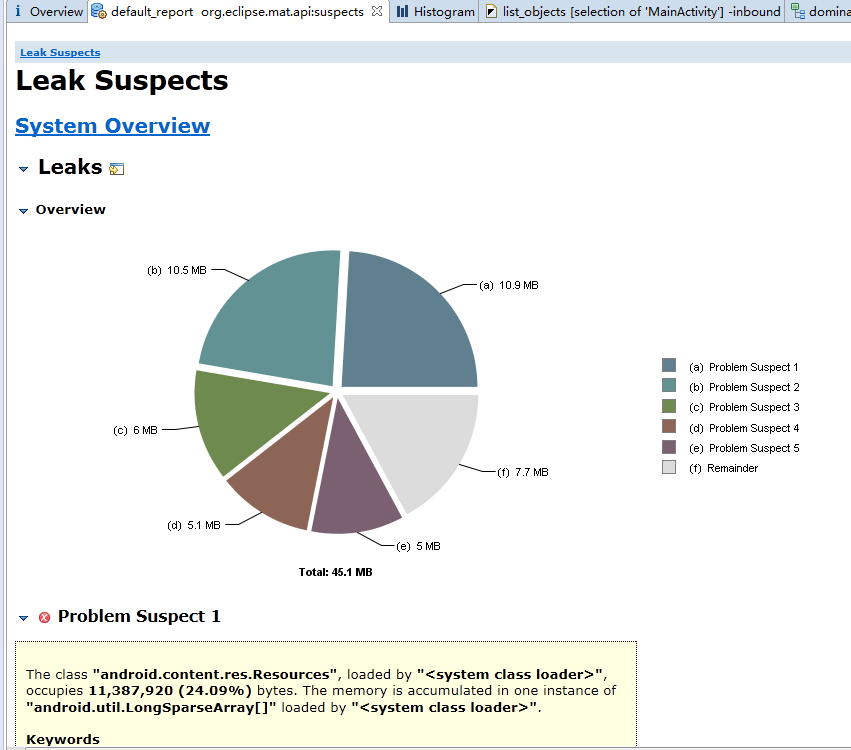 i Overview default_report org.eclipse.mat.api:suspects Histogram list_objects [selection of 'MainActivity'] -inbound domina
Leak Suspects
Leak Suspects
System Overview
Leaks
Overview
(b) 10.5 MB
(a) 10.9 MB
(c) 6 MB
(d) 5.1 MB
(e) 5 MB
(f) 7.7 MB
Total: 45.1 MB
(a) Problem Suspect 1
(b) Problem Suspect 2
(c) Problem Suspect 3
(d) Problem Suspect 4
(e) Problem Suspect 5
(f) Remainder
Problem Suspect 1
The class "android.content.res.Resources", loaded by "<system class loader>",
occupies 11,387,920 (24.09%) bytes. The memory is accumulated in one instance of
"android.util.LongSparseArray[]" loaded by "<system class loader>".
Keywords